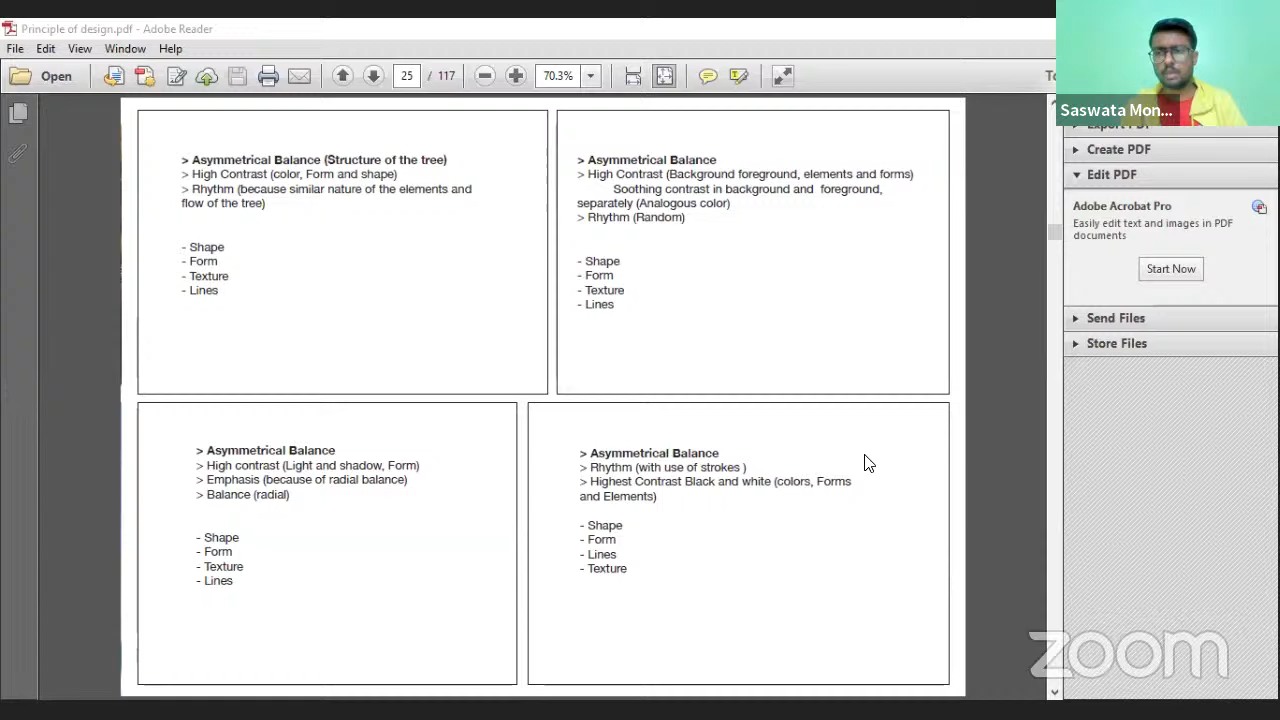 Principle of design.pdf - Adobe Reader
File Edit View Window Help
Open 25 / 117 70.3%
Saswata Mon...
> Asymmetrical Balance (Structure of the tree)
> High Contrast (color, Form and shape)
> Rhythm (because similar nature of the elements and
flow of the tree)
- Shape
- Form
- Texture
- Lines
> Asymmetrical Balance
> High Contrast (Background foreground, elements and forms)
Soothing contrast in background and foreground,
separately (Analogous color)
> Rhythm (Random)
- Shape
- Form
- Texture
- Lines
> Asymmetrical Balance
> High contrast (Light and shadow, Form)
> Emphasis (because of radial balance)
> Balance (radial)
- Shape
- Form
- Texture
- Lines
> Asymmetrical Balance
> Rhythm (with use of strokes )
> Highest Contrast Black and white (colors, Forms
and Elements)
- Shape
- Form
- Lines
- Texture
Export PDF
Create PDF
Edit PDF
Adobe Acrobat Pro
Easily edit text and images in PDF
documents
Start Now
Send Files
Store Files
zoom